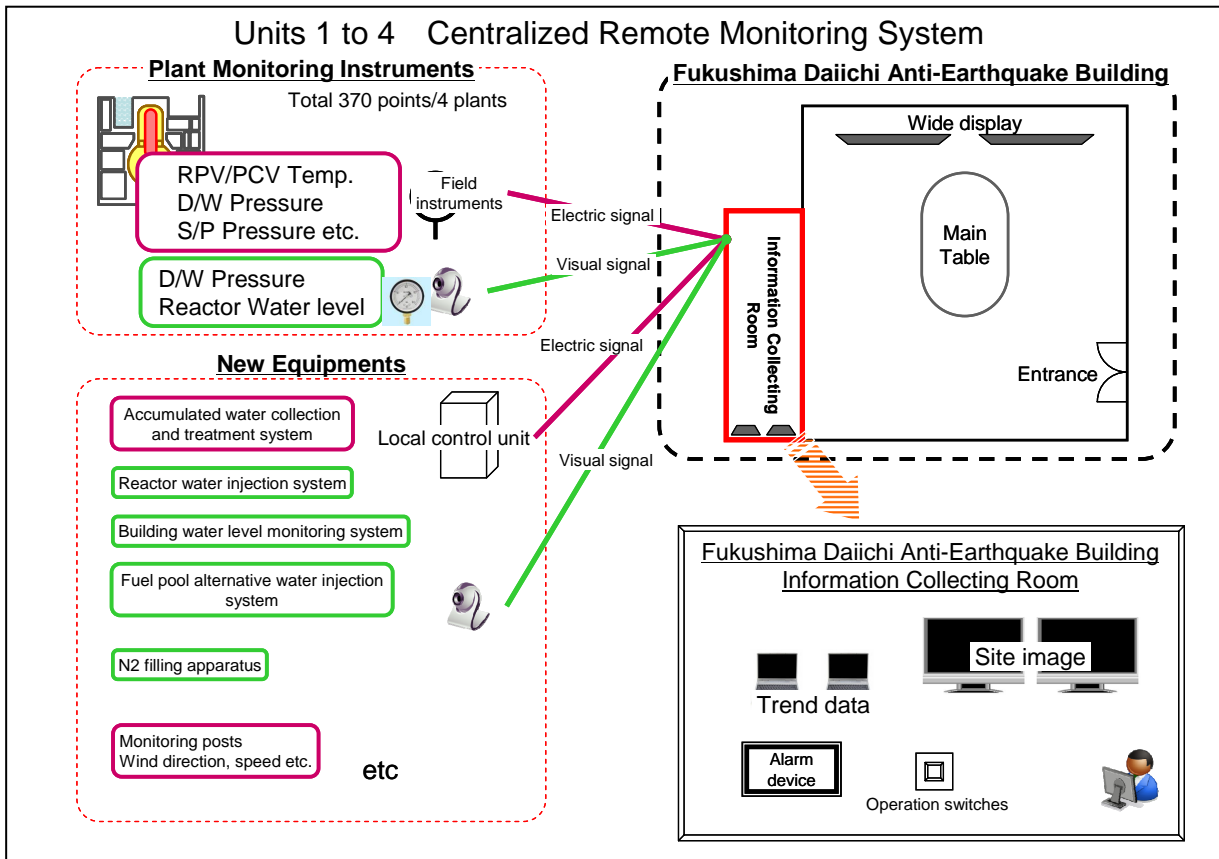 Units 1 to 4 Centralized Remote Monitoring System
Plant Monitoring Instruments
Total 370 points/4 plants
RPV/PCV Temp.
D/W Pressure
S/P Pressure etc.
Field
instruments
D/W Pressure
Reactor Water level
Electric signal
Visual signal
Electric signal
Visual signal
New Equipments
Accumulated water collection
and treatment system
Local control unit
Reactor water injection system
Building water level monitoring system
Fuel pool alternative water injection
system
N2 filling apparatus
Monitoring posts
Wind direction, speed etc.
etc
Fukushima Daiichi Anti-Earthquake Building
Wide display
Main
Table
Information Collecting
Room
Entrance
Fukushima Daiichi Anti-Earthquake Building
Information Collecting Room
Site image
Trend data
Alarm
device
Operation switches